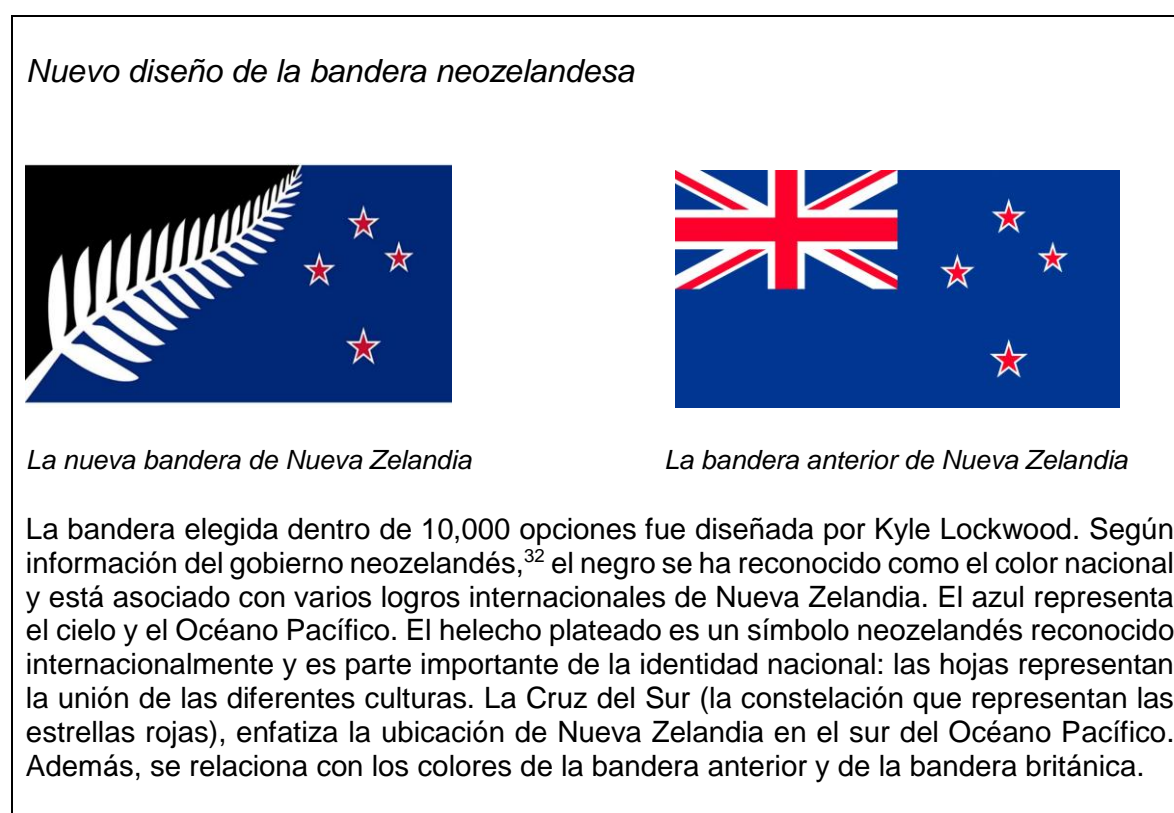 Nuevo diseño de la bandera neozelandesa
La nueva bandera de Nueva Zelandia
La bandera anterior de Nueva Zelandia
La bandera elegida dentro de 10,000 opciones fue diseñada por Kyle Lockwood. Según
información del gobierno neozelandés,32 el negro se ha reconocido como el color nacional
y está asociado con varios logros internacionales de Nueva Zelandia. El azul representa
el cielo y el Océano Pacífico. El helecho plateado es un símbolo neozelandés reconocido
internacionalmente y es parte importante de la identidad nacional: las hojas representan
la unión de las diferentes culturas. La Cruz del Sur (la constelación que representan las
estrellas rojas), enfatiza la ubicación de Nueva Zelandia en el sur del Océano Pacífico.
Además, se relaciona con los colores de la bandera anterior y de la bandera británica.